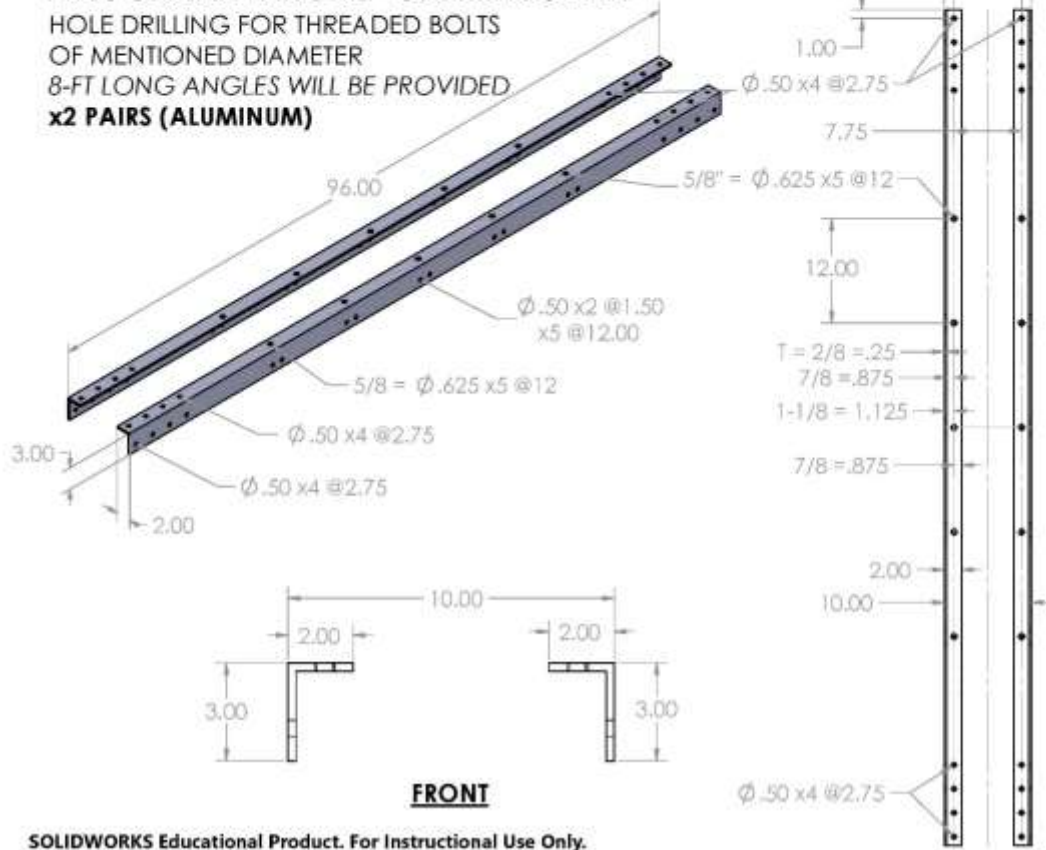 HOLE DRILLING FOR THREADED BOLTS
OF MENTIONED DIAMETER
8-FT LONG ANGLES WILL BE PROVIDED
x2 PAIRS (ALUMINUM)
96.00
Ø .50 x2 @1.50
x5 @12.00
5/8 = Ø .625 x5 @12
Ø .50 x4 @2.75
Ø .50 x4 @2.75
3.00
2.00
1.00
Ø .50 x4 @2.75
7.75
5/8" = Ø .625 x5 @12
12.00
T = 2/8 =.25
7/8 =.875
1-1/8 = 1.125
7/8 =.875
2.00
10.00
Ø .50 x4 @2.75
10.00
2.00
2.00
3.00
3.00
FRONT
SOLIDWORKS Educational Product. For Instructional Use Only.